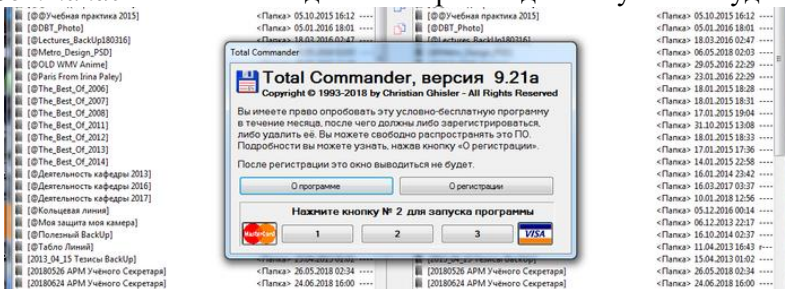 [@@Учебная практика 2015] <Папка> 05.10.2015 16:12 ----
[@DBT_Photo] <Папка> 05.01.2016 18:01 ----
[@Lectures_BackUp180316] <Папка> 18.03.2016 02:47 ----
[@Metro_Design_PSD]
[@OLD WMV Anime]
[@Paris From Irina Paley]
[@The_Best_Of_2006]
[@The_Best_Of_2007]
[@The_Best_Of_2008]
[@The_Best_Of_2011]
[@The_Best_Of_2012]
[@The_Best_Of_2013]
[@The_Best_Of_2014]
[@Деятельность кафедры 2013]
[@Деятельность кафедры 2016]
[@Деятельность кафедры 2017]
[@Кольцевая линия]
[@Моя защита моя камера]
[@Полезный BackUp]
[@Табло Линий]
[2013_04_15 Тезисы BackUp]
[20180526 АРМ Учёного Секретаря] <Папка> 26.05.2018 02:34 ----
[20180624 АРМ Учёного Секретаря] <Папка> 24.06.2018 16:00 ----
Total Commander
Total Commander, версия 9.21a
Copyright © 1993-2018 by Christian Ghisler - All Rights Reserved
Вы имеете право опробовать эту условно-бесплатную программу
в течение месяца, после чего должны либо зарегистрироваться,
либо удалить её. Вы можете свободно распространять это ПО.
Подробности вы можете узнать, нажав кнопку «О регистрации».
После регистрации это окно выводиться не будет.
О программе О регистрации
Нажмите кнопку № 2 для запуска программы
MasterCard 1 2 3 VISA
[@@Учебная практика 2015] <Папка> 05.10.2015 16:12 ----
[@DBT_Photo] <Папка> 05.01.2016 18:01 ----
[@Lectures_BackUp180316] <Папка> 18.03.2016 02:47 ----
<Папка> 06.05.2018 02:03 ----
<Папка> 29.05.2016 22:29 ----
<Папка> 23.01.2016 22:29 ----
<Папка> 18.01.2015 18:28 ----
<Папка> 18.01.2015 18:31 ----
<Папка> 17.01.2015 19:04 ----
<Папка> 31.10.2015 13:08 ----
<Папка> 18.01.2015 18:33 ----
<Папка> 17.01.2015 17:36 ----
<Папка> 14.01.2015 22:58 ----
<Папка> 16.01.2014 23:42 ----
<Папка> 16.03.2017 03:37 ----
<Папка> 10.01.2018 12:56 ----
<Папка> 05.12.2016 00:14 ----
<Папка> 06.12.2013 22:17 ----
<Папка> 16.10.2014 02:37 ----
<Папка> 11.04.2013 16:43 r---
<Папка> 15.04.2013 01:02 ----
[20180526 АРМ Учёного Секретаря] <Папка> 26.05.2018 02:34 ----
[20180624 АРМ Учёного Секретаря] <Папка> 24.06.2018 16:00 ----